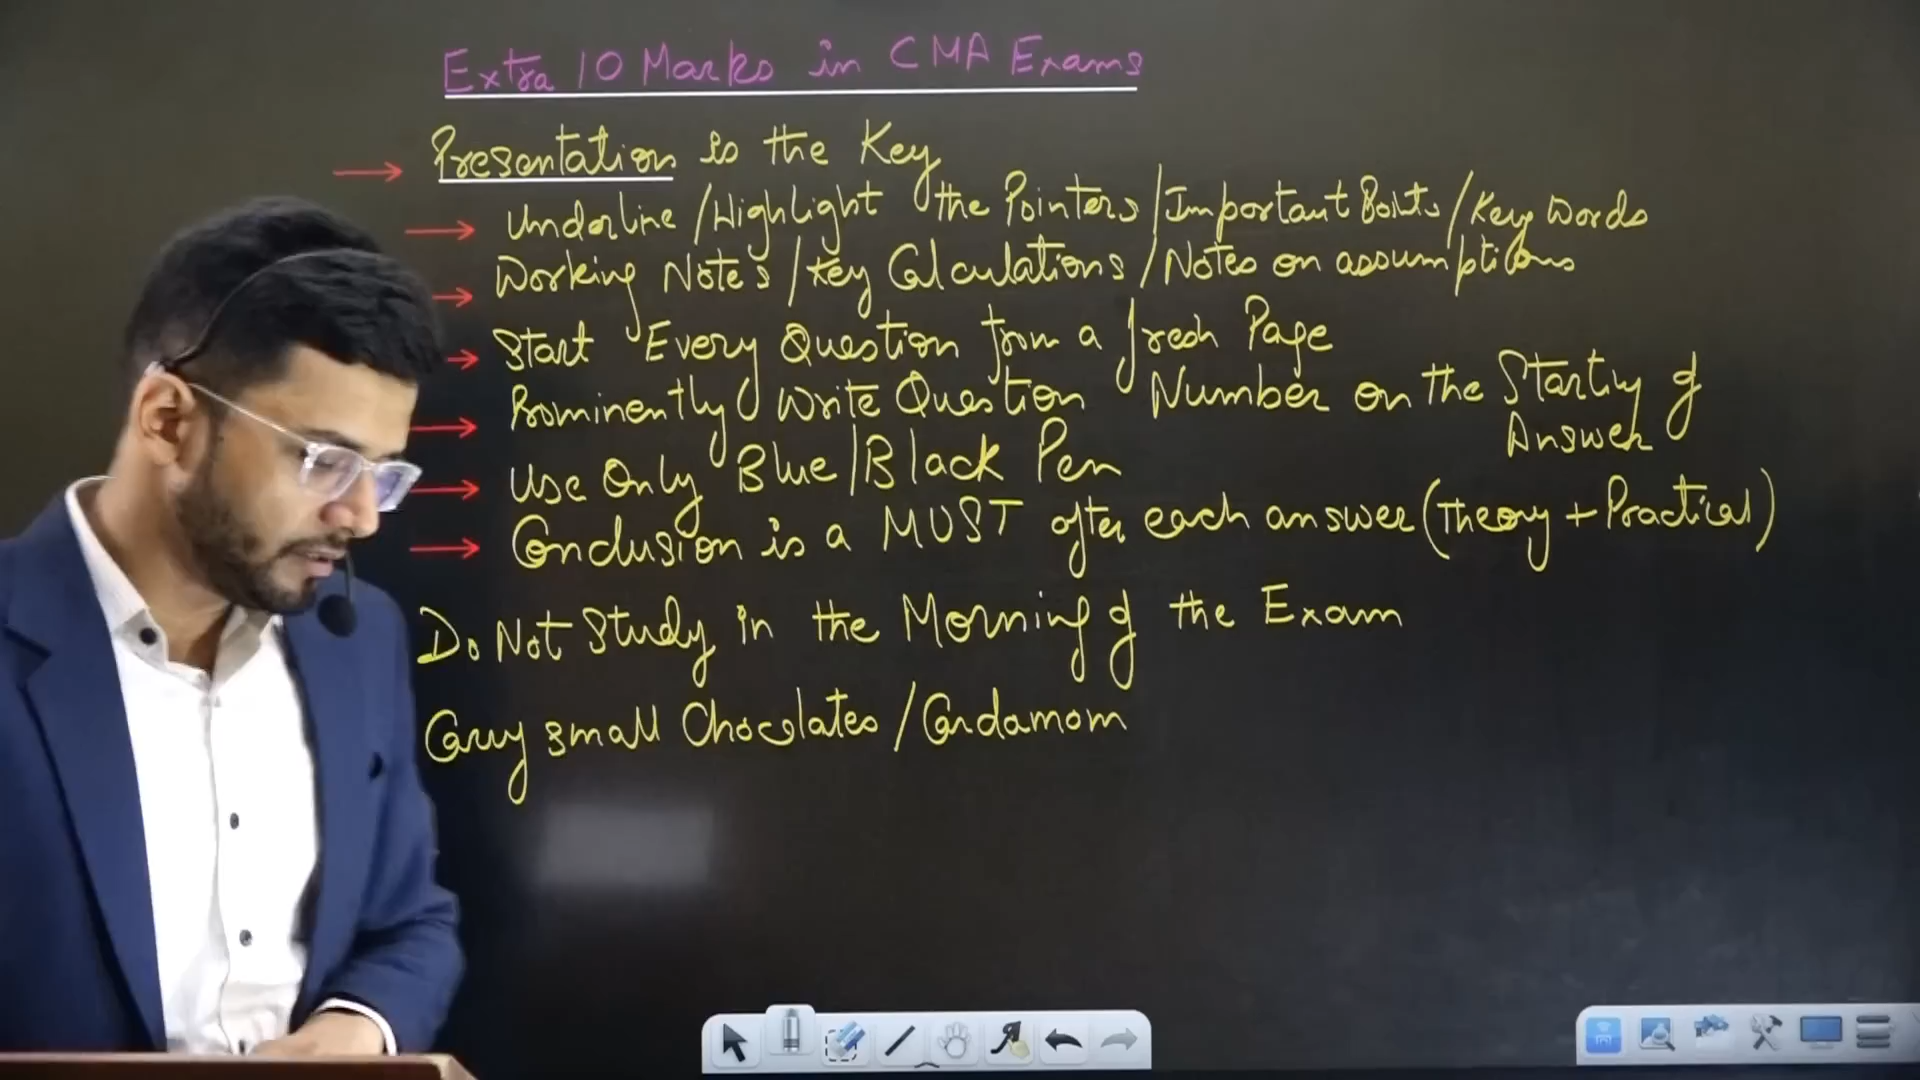 Extra 10 Marks in CMA Exams
→ Presentation is the Key
→ Underline/Highlight the Pointers/Important Points/Key Words
→ Working Notes/Key Calculations/Notes on assumptions
→ Start Every Question from a fresh Page
→ Prominently Write Question Number on the Starting of
Answer
→ Use Only Blue/Black Pen
→ Conclusion is a MUST after each answer (Theory + Practical)
Do Not Study in the Morning of the Exam
Carry small Chocolates/Cardamom